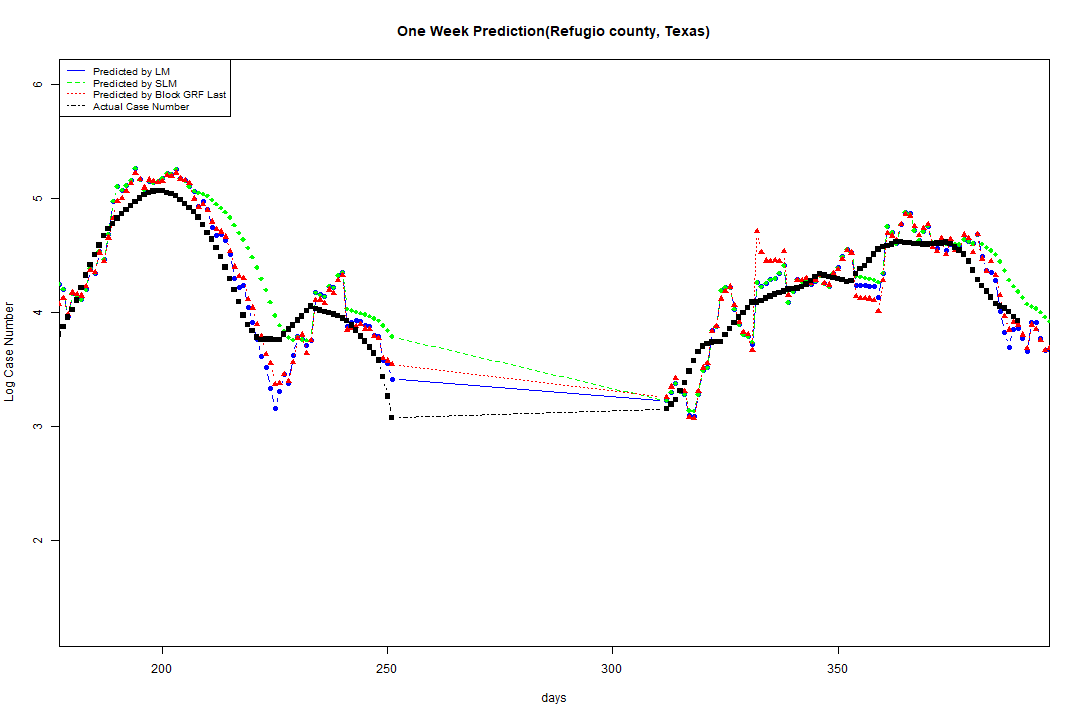 One Week Prediction(Refugio county, Texas)
Predicted by LM
Predicted by SLM
Predicted by Block GRF Last
Actual Case Number
6
5
4
3
2
Log Case Number
200
250
300
350
days